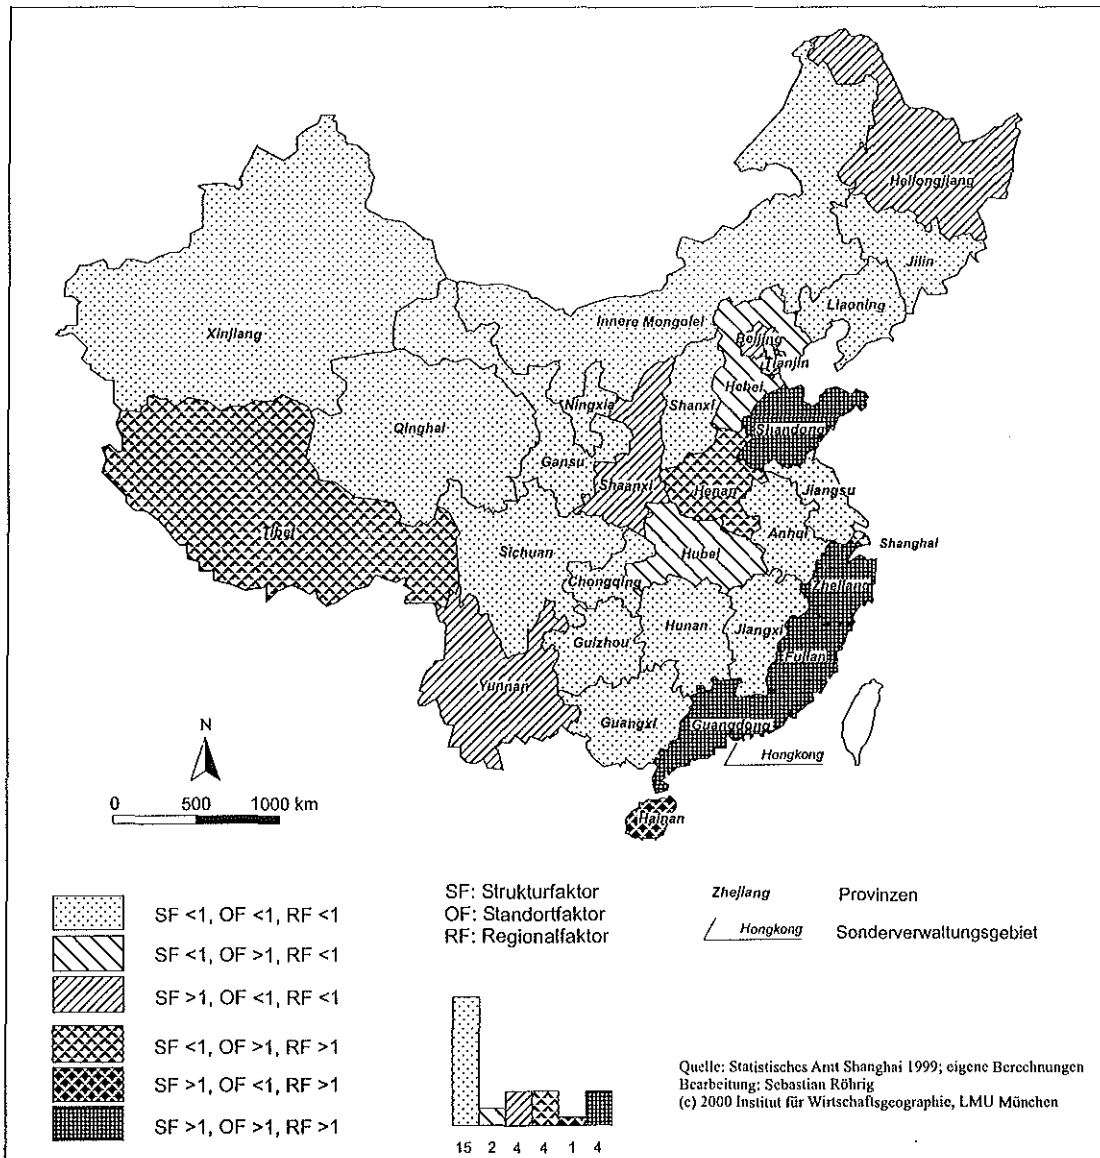 Heilongjiang
Jilin
Liaoning
Innere Mongolei
Xinjiang
Beijing
Tianjin
Hebei
Ningxia
Shanxi
Qinghai
Shandong
Gansu
Shaanxi
Henan
Jiangsu
Tibet
Anhui
Sichuan
Hubei
Shanghai
Chongqing
Zhejiang
Guizhou
Hunan
Jiangxi
Fujian
Yunnan
Guangxi
Guangdong
Hongkong
Hainan
N
0 500 1000 km
SF <1, OF <1, RF <1
SF <1, OF >1, RF <1
SF >1, OF <1, RF <1
SF <1, OF >1, RF >1
SF >1, OF <1, RF >1
SF >1, OF >1, RF >1
SF: Strukturfaktor
OF: Standortfaktor
RF: Regionalfaktor
Zhejiang Provinzen
Hongkong Sonderverwaltungsgebiet
15 2 4 4 1 4
Quelle: Statistisches Amt Shanghai 1999; eigene Berechnungen
Bearbeitung: Sebastian Röhrig
(c) 2000 Institut für Wirtschaftsgeographie, LMU München